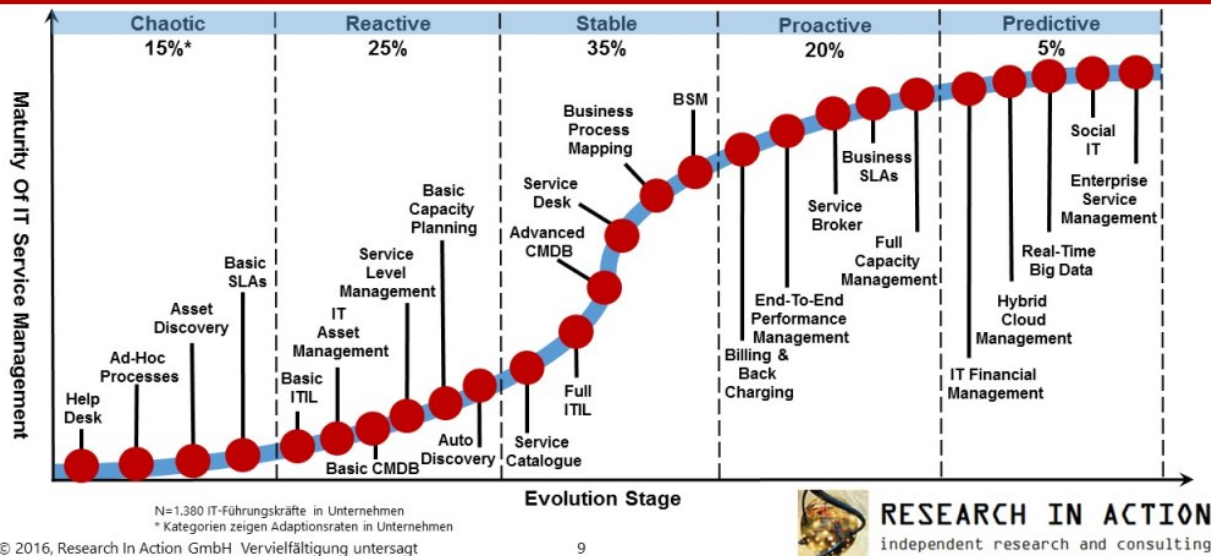 Chaotic
15%*
Reactive
25%
Stable
35%
Proactive
20%
Predictive
5%
Maturity Of IT Service Management
Help
Desk
Ad-Hoc
Processes
Asset
Discovery
Basic
SLAs
Basic
ITIL
IT
Asset
Management
Basic CMDB
Service
Level
Management
Basic
Capacity
Planning
Auto
Discovery
Service
Catalogue
Full
ITIL
Advanced
CMDB
Service
Desk
Business
Process
Mapping
BSM
Billing &
Back
Charging
End-To-End
Performance
Management
Service
Broker
Business
SLAs
Full
Capacity
Management
IT Financial
Management
Hybrid
Cloud
Management
Real-Time
Big Data
Social
IT
Enterprise
Service
Management
Evolution Stage
N=1.380 IT-Führungskräfte in Unternehmen
* Kategorien zeigen Adaptionsraten in Unternehmen
© 2016, Research In Action GmbH Vervielfältigung untersagt
9
RESEARCH IN ACTION
independent research and consulting